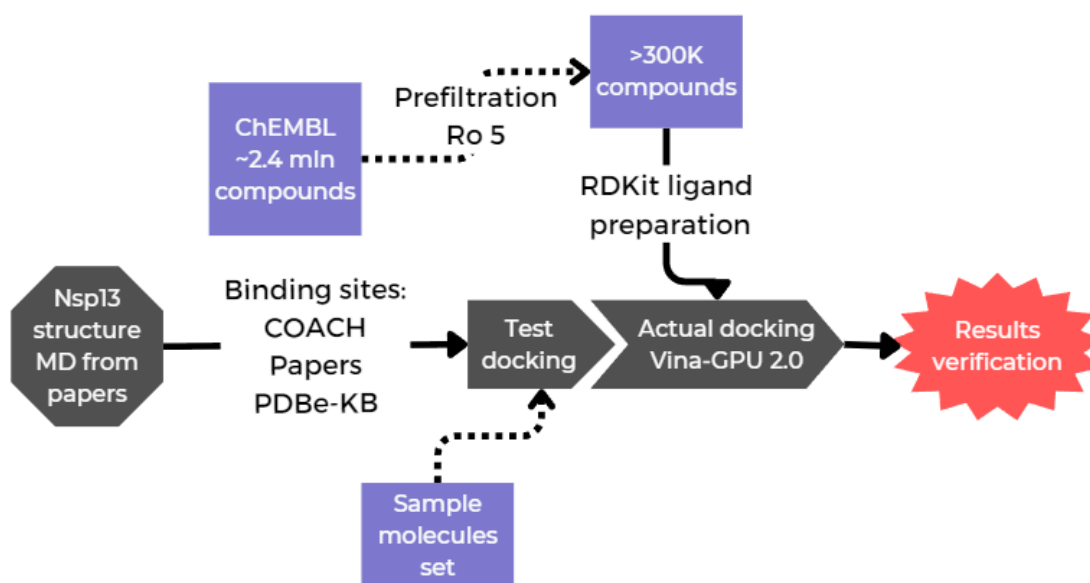 >300K
compounds
Prefiltration
Ro 5
ChEMBL
~2.4 mln
compounds
RDKit ligand
preparation
Nsp13
structure
MD from
papers
Binding sites:
COACH
Papers
PDBe-KB
Test
docking
Actual docking
Vina-GPU 2.0
Results
verification
Sample
molecules
set